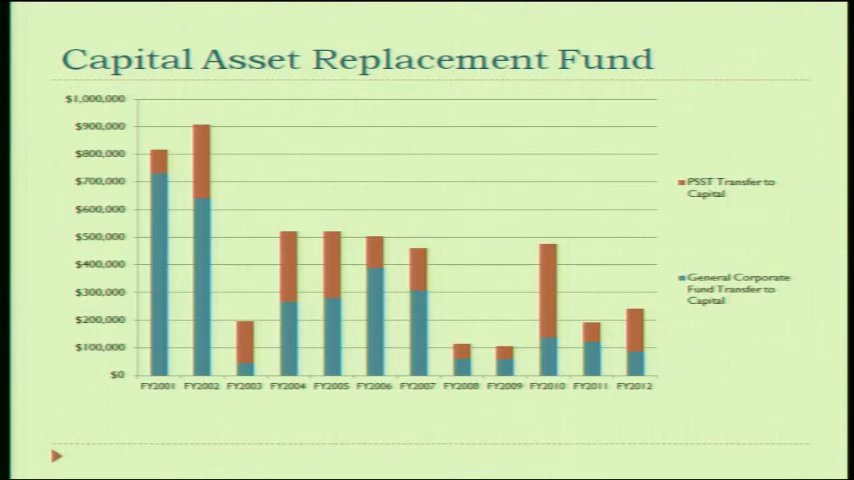 Capital Asset Replacement Fund
$1,000,000
$900,000
$800,000
$700,000
$600,000
$500,000
$400,000
$300,000
$200,000
$100,000
$0
FY2001 FY2002 FY2003 FY2004 FY2005 FY2006 FY2007 FY2008 FY2009 FY2010 FY2011 FY2012
PSST Transfer to
Capital
General Corporate
Fund Transfer to
Capital